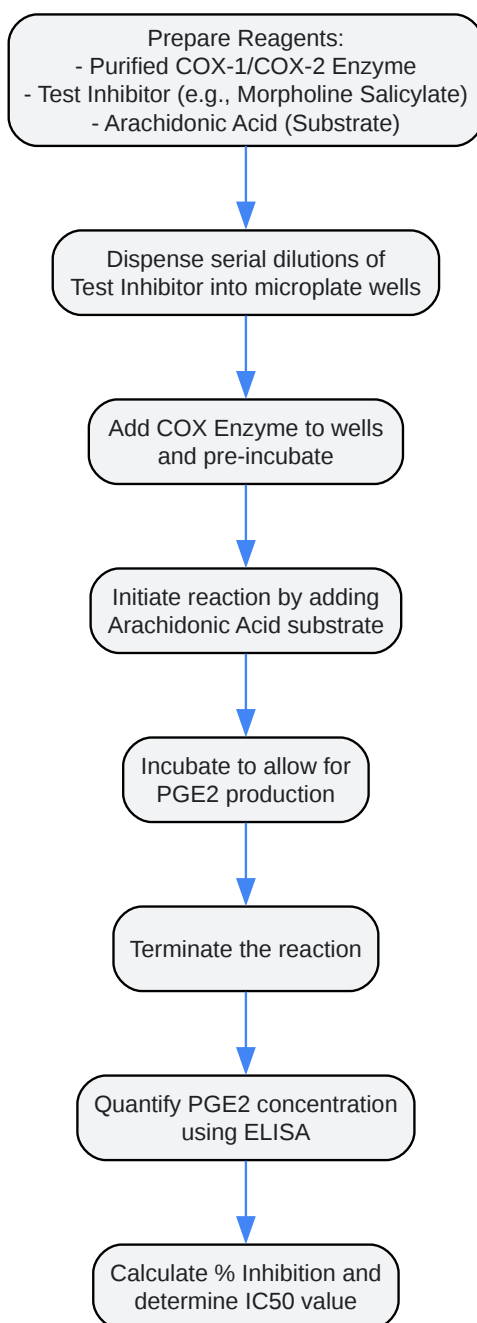 Prepare Reagents:
- Purified COX-1/COX-2 Enzyme
- Test Inhibitor (e.g., Morpholine Salicylate)
- Arachidonic Acid (Substrate)
Dispense serial dilutions of
Test Inhibitor into microplate wells
Add COX Enzyme to wells
and pre-incubate
Initiate reaction by adding
Arachidonic Acid substrate
Incubate to allow for
PGE2 production
Terminate the reaction
Quantify PGE2 concentration
using ELISA
Calculate % Inhibition and
determine IC50 value